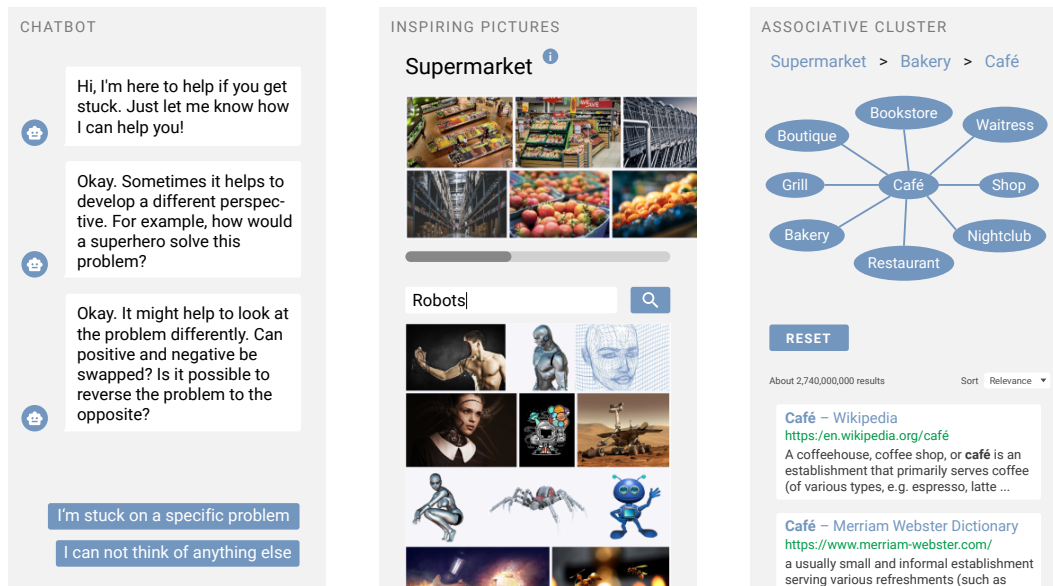 CHATBOT
Hi, I'm here to help if you get
stuck. Just let me know how
I can help you!
Okay. Sometimes it helps to
develop a different perspec-
tive. For example, how would
a superhero solve this
problem?
Okay. It might help to look at
the problem differently. Can
positive and negative be
swapped? Is it possible to
reverse the problem to the
opposite?
I'm stuck on a specific problem
I can not think of anything else
INSPIRING PICTURES
Supermarket
Robots
ASSOCIATIVE CLUSTER
Supermarket > Bakery > Café
Bookstore
Boutique
Waitress
Grill
Café
Shop
Bakery
Nightclub
Restaurant
RESET
About 2,740,000,000 results
Sort Relevance
Café – Wikipedia
https:/en.wikipedia.org/café
A coffeehouse, coffee shop, or café is an
establishment that primarily serves coffee
(of various types, e.g. espresso, latte ...
Café – Merriam Webster Dictionary
https://www.merriam-webster.com/
a usually small and informal establishment
serving various refreshments (such as